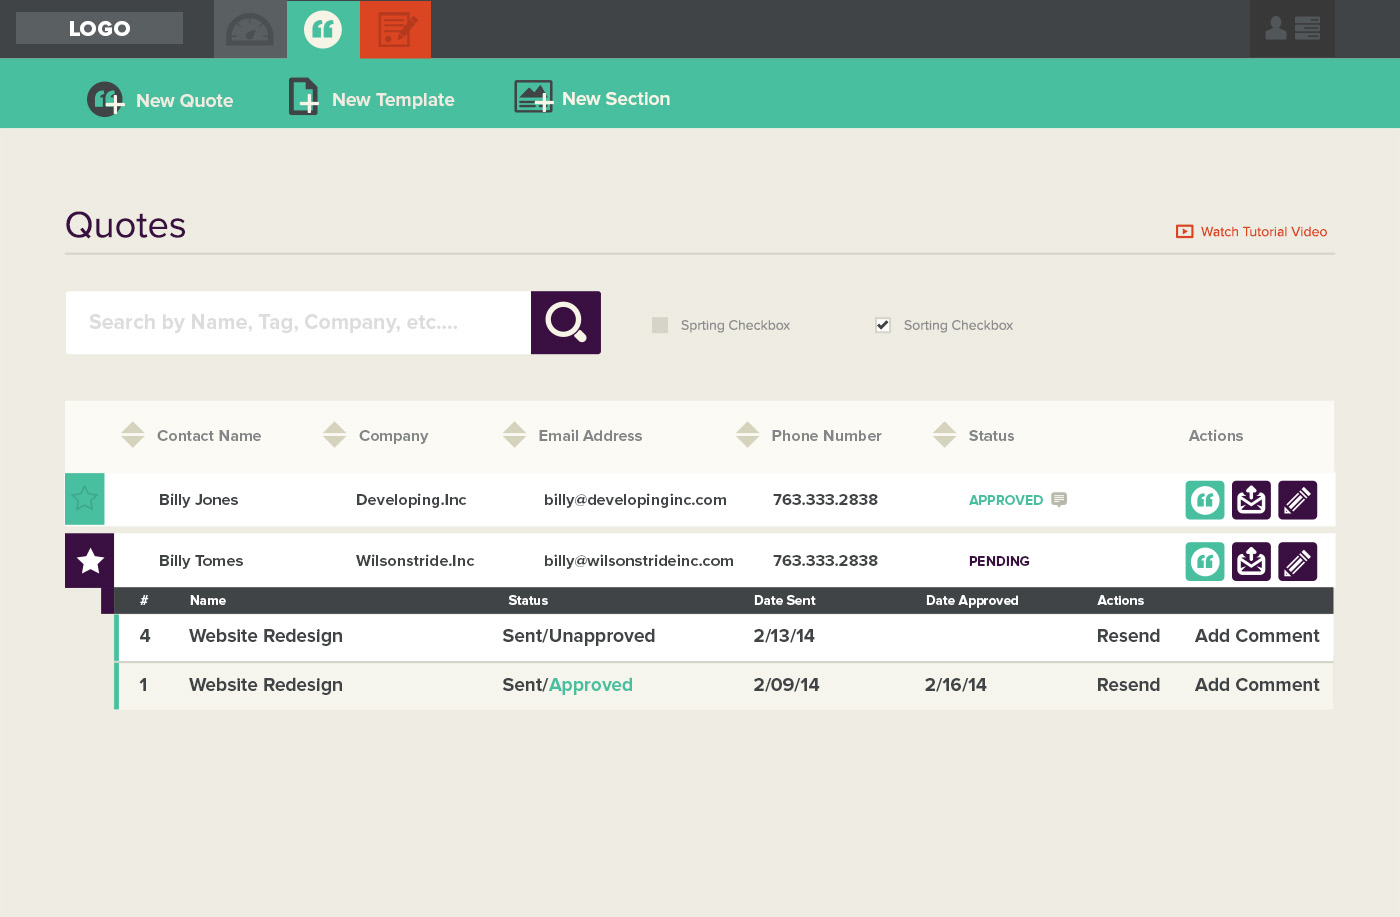 LOGO
New Quote New Template New Section
Quotes
Watch Tutorial Video
Search by Name, Tag, Company, etc.... Sprting Checkbox Sorting Checkbox
Contact Name Company Email Address Phone Number Status Actions
Billy Jones Developing.Inc billy@developinginc.com 763.333.2838 APPROVED
Billy Tomes Wilsonstride.Inc billy@wilsonstrideinc.com 763.333.2838 PENDING
# Name Status Date Sent Date Approved Actions
4 Website Redesign Sent/Unapproved 2/13/14 Resend Add Comment
1 Website Redesign Sent/Approved 2/09/14 2/16/14 Resend Add Comment